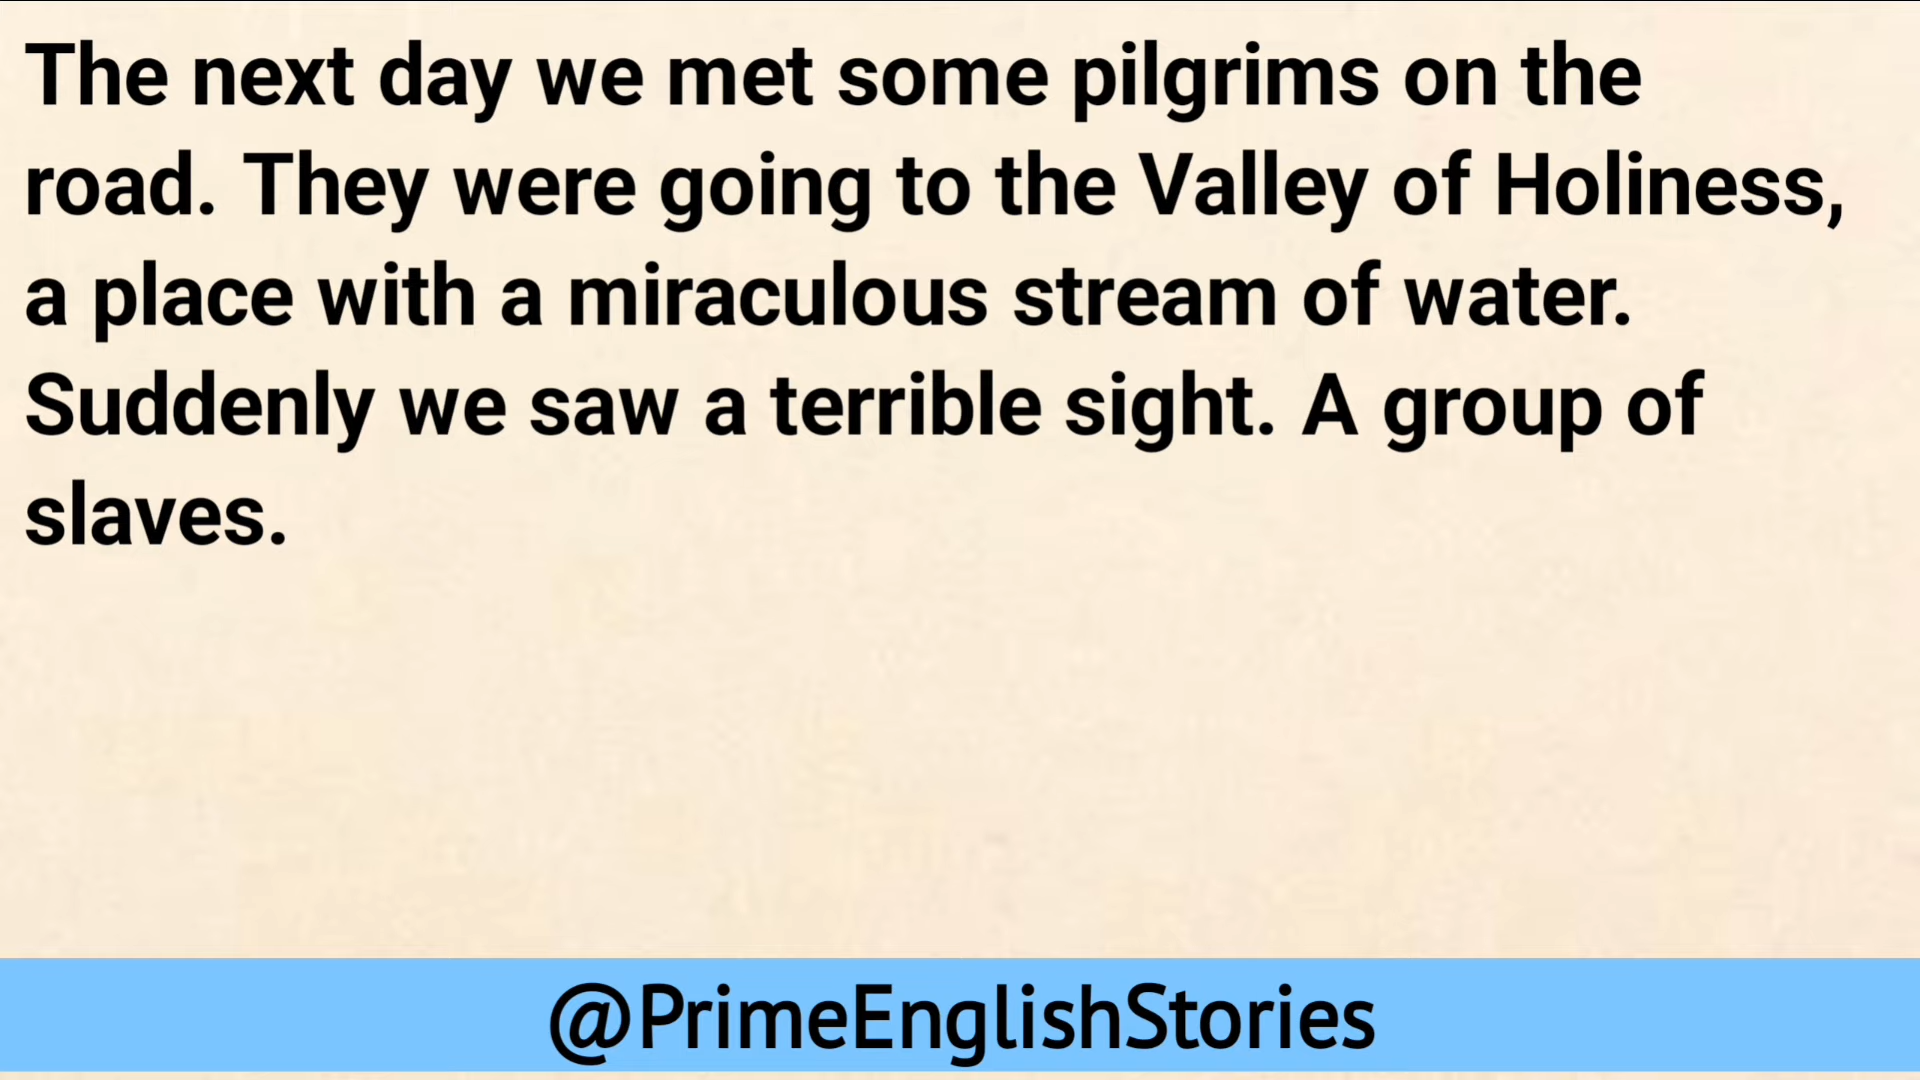 The next day we met some pilgrims on the
road. They were going to the Valley of Holiness,
a place with a miraculous stream of water.
Suddenly we saw a terrible sight. A group of
slaves.
@PrimeEnglishStories